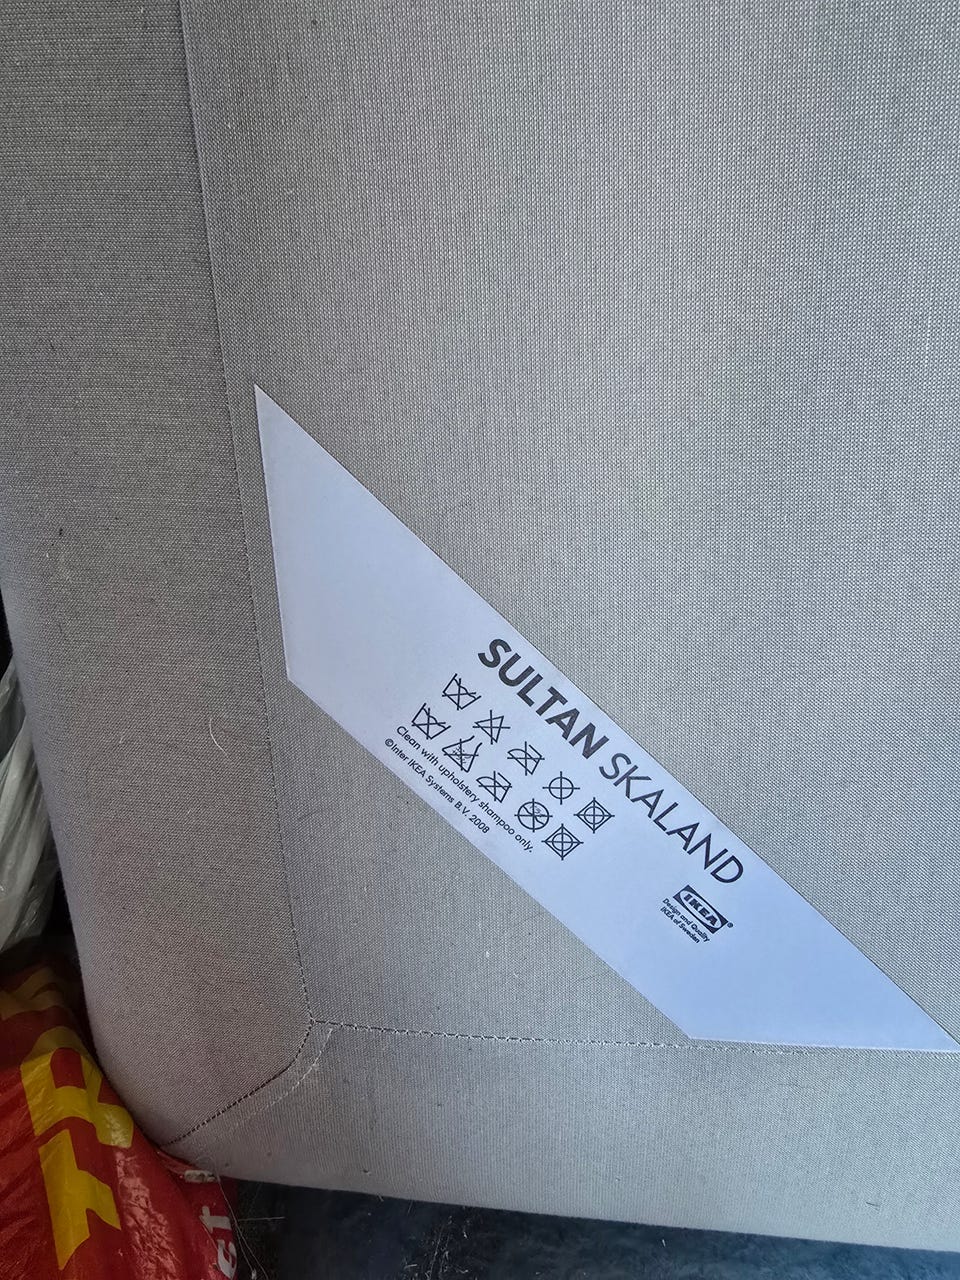 SULTAN SKALAND
Clean with upholstery shampoo only.
©Inter IKEA Systems B.V. 2008
IKEA®
Design and Quality
IKEA of Sweden